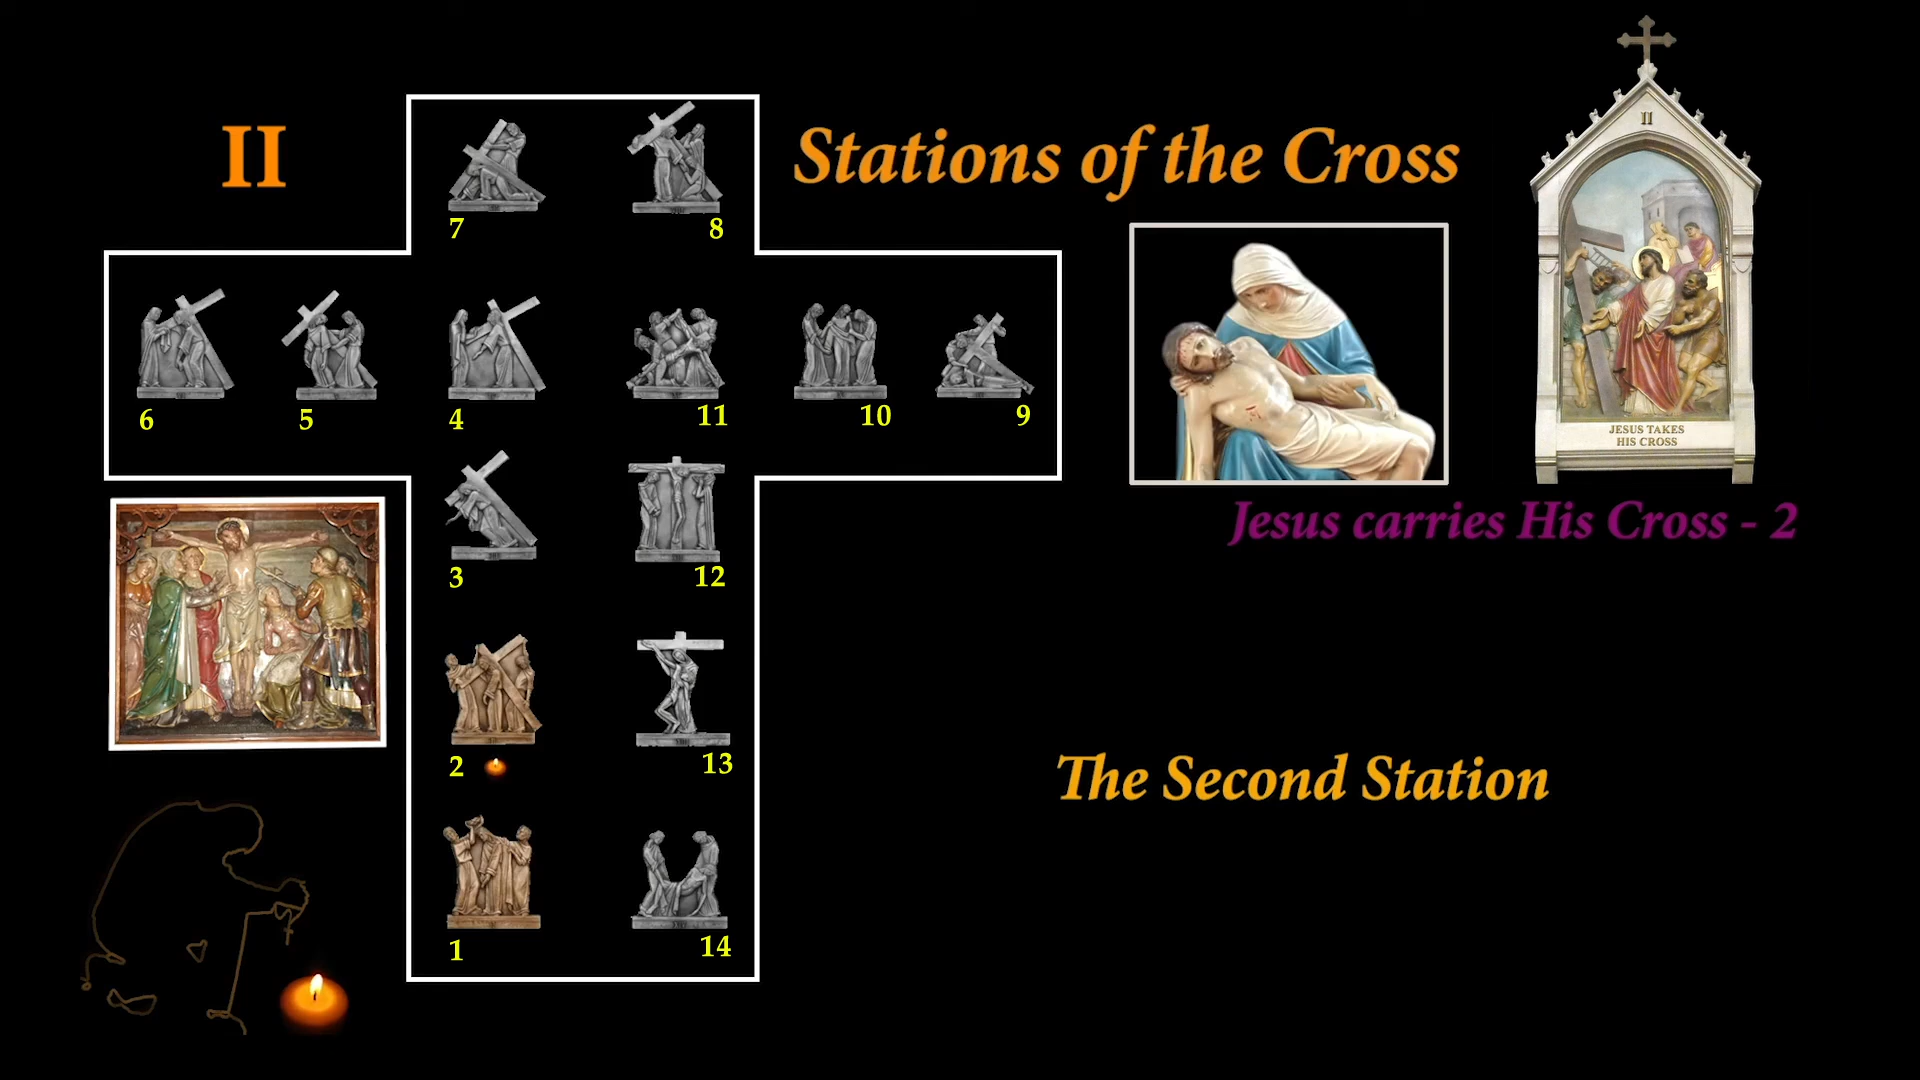 II
Stations of the Cross
II
7
8
6
5
4
11
10
9
JESUS TAKES
HIS CROSS
3
12
Jesus carries His Cross - 2
2
13
The Second Station
1
14